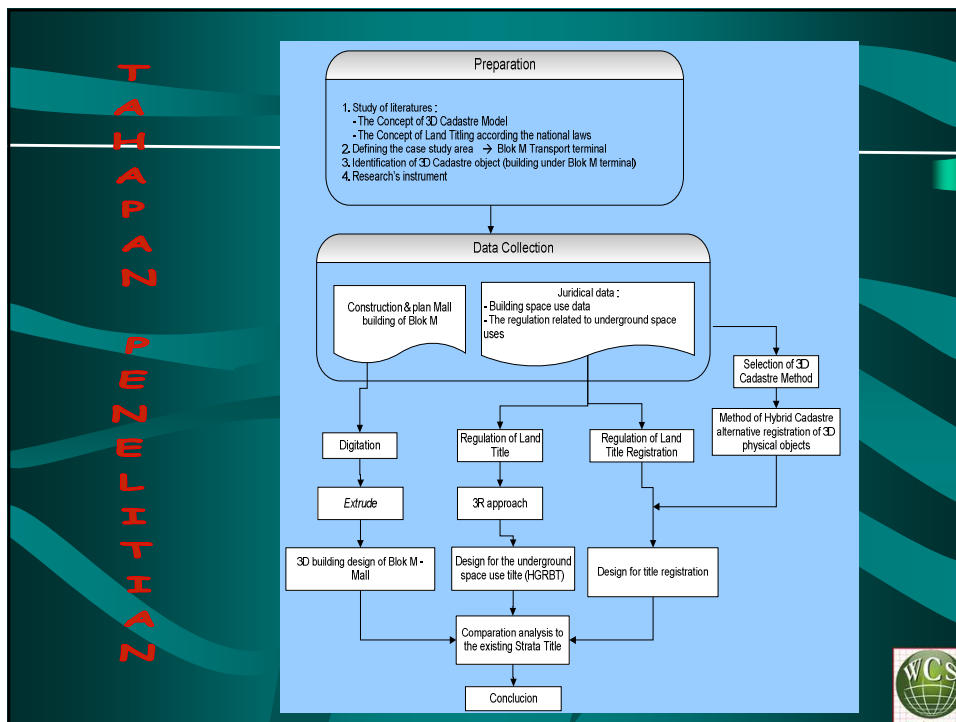 TAHAPAN PENELITIAN
Preparation
1. Study of literatures :
- The Concept of 3D Cadastre Model
- The Concept of Land Titling according the national laws
2. Defining the case study area → Blok M Transport terminal
3. Identification of 3D Cadastre object (building under Blok M terminal)
4. Research's instrument
Data Collection
Construction & plan Mall
building of Blok M
Juridical data :
- Building space use data
- The regulation related to underground space
uses
Selection of 3D
Cadastre Method
Method of Hybrid Cadastre
alternative registration of 3D
physical objects
Digitation
Regulation of Land
Title
Regulation of Land
Title Registration
Extrude
3R approach
3D building design of Blok M -
Mall
Design for the underground
space use tilte (HGRBT)
Design for title registration
Comparation analysis to
the existing Strata Title
Conclucion
WCS